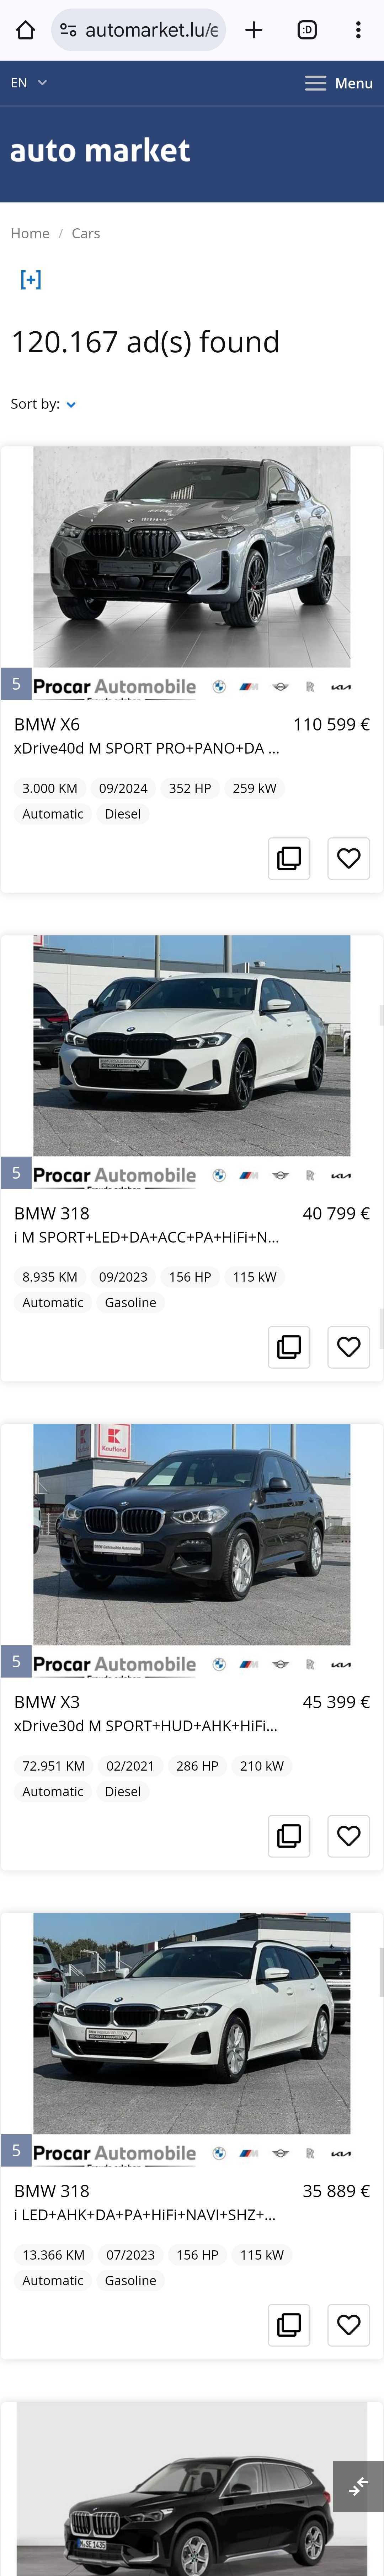 automarket.lu/e
:D
EN
Menu
auto market
Home / Cars
[+]
120.167 ad(s) found
Sort by:
5
Procar Automobile
BMW X6
110 599 €
xDrive40d M SPORT PRO+PANO+DA ...
3.000 KM 09/2024 352 HP 259 kW
Automatic Diesel
5
Procar Automobile
BMW 318
40 799 €
i M SPORT+LED+DA+ACC+PA+HiFi+N...
8.935 KM 09/2023 156 HP 115 kW
Automatic Gasoline
K
Kaufland
5
Procar Automobile
BMW X3
45 399 €
xDrive30d M SPORT+HUD+AHK+HiFi...
72.951 KM 02/2021 286 HP 210 kW
Automatic Diesel
5
Procar Automobile
BMW 318
35 889 €
i LED+AHK+DA+PA+HiFi+NAVI+SHZ+...
13.366 KM 07/2023 156 HP 115 kW
Automatic Gasoline